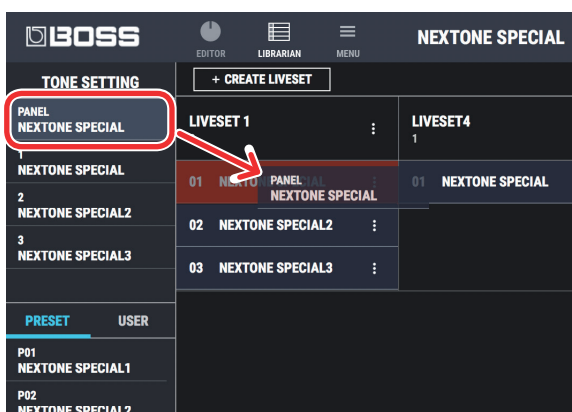 BOSS
EDITOR
LIBRARIAN
MENU
NEXTONE SPECIAL
TONE SETTING
PANEL
NEXTONE SPECIAL
1
NEXTONE SPECIAL
2
NEXTONE SPECIAL2
3
NEXTONE SPECIAL3
PRESET
USER
P01
NEXTONE SPECIAL1
P02
NEXTONE SPECIAL2
+ CREATE LIVESET
LIVESET 1
01
PANEL
NEXTONE SPECIAL
02 NEXTONE SPECIAL2
03 NEXTONE SPECIAL3
LIVESET4
1
01 NEXTONE SPECIAL